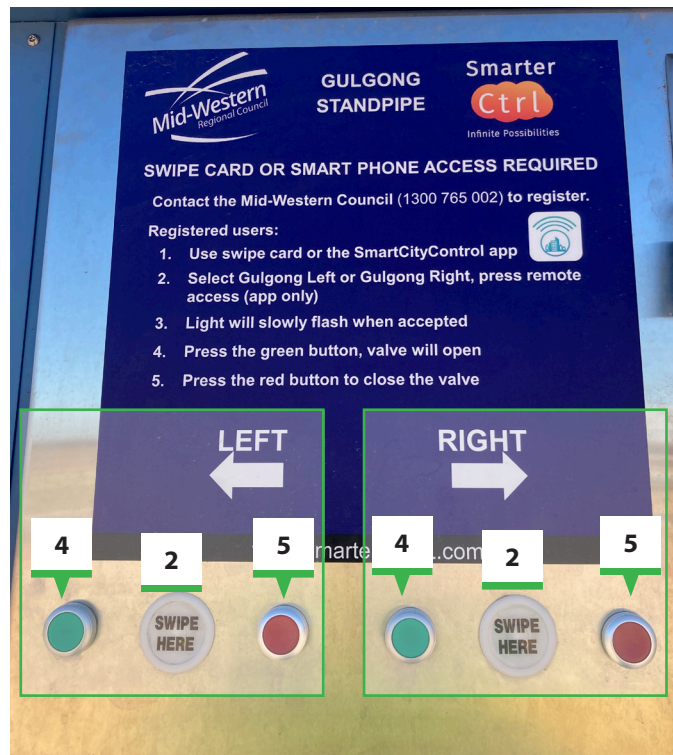 Mid-Western
Regional Council
GULGONG
STANDPIPE
Smarter
Ctrl
Infinite Possibilities
SWIPE CARD OR SMART PHONE ACCESS REQUIRED
Contact the Mid-Western Council (1300 765 002) to register.
Registered users:
1. Use swipe card or the SmartCityControl app
2. Select Gulgong Left or Gulgong Right, press remote
access (app only)
3. Light will slowly flash when accepted
4. Press the green button, valve will open
5. Press the red button to close the valve
LEFT
RIGHT
4
2
5
4
2
5
SWIPE
HERE
SWIPE
HERE